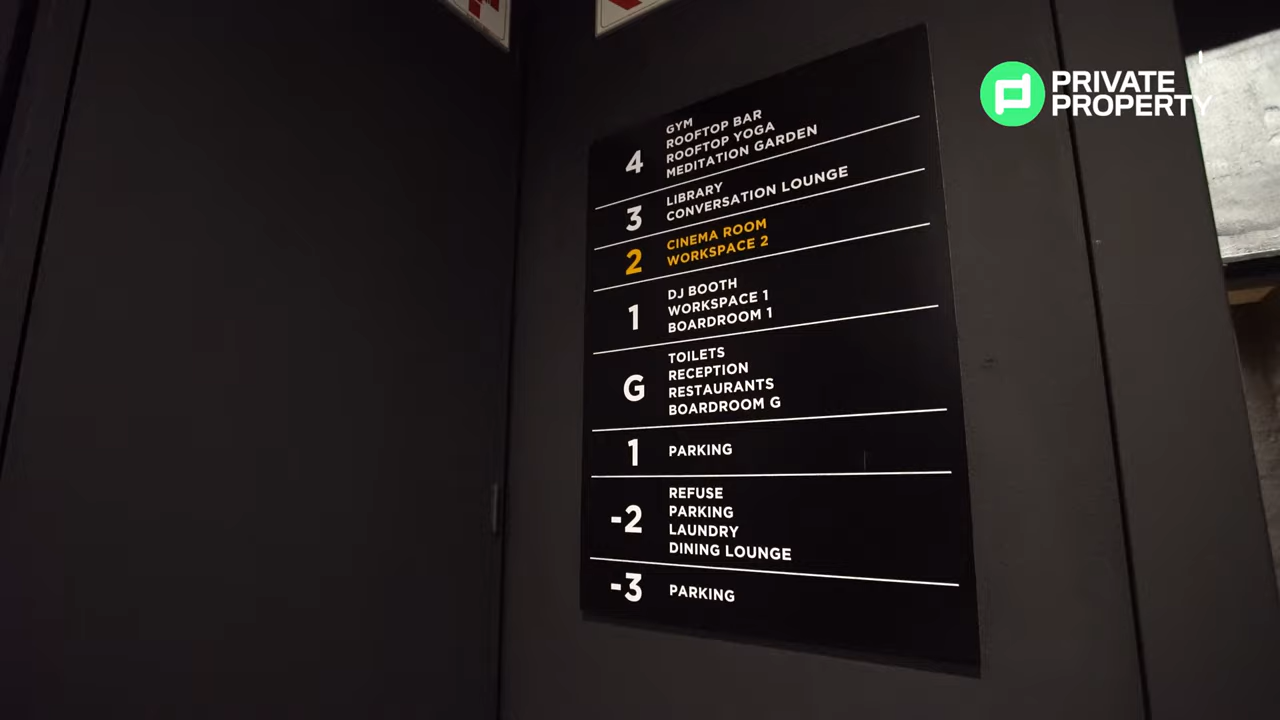 PRIVATE
PROPERTY
4
GYM
ROOFTOP BAR
ROOFTOP YOGA
MEDITATION GARDEN
3
LIBRARY
CONVERSATION LOUNGE
2
CINEMA ROOM
WORKSPACE 2
1
DJ BOOTH
WORKSPACE 1
BOARDROOM 1
G
TOILETS
RECEPTION
RESTAURANTS
BOARDROOM G
1
PARKING
-2
REFUSE
PARKING
LAUNDRY
DINING LOUNGE
-3
PARKING